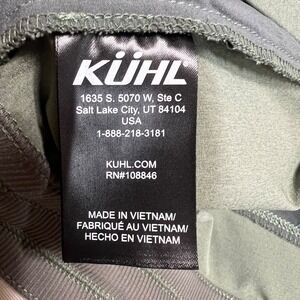 KÜHL
1635 S. 5070 W, Ste C
Salt Lake City, UT 84104
USA
1-888-218-3181
KUHL.COM
RN#108846
MADE IN VIETNAM/
FABRIQUÉ AU VIETNAM/
HECHO EN VIETNAM